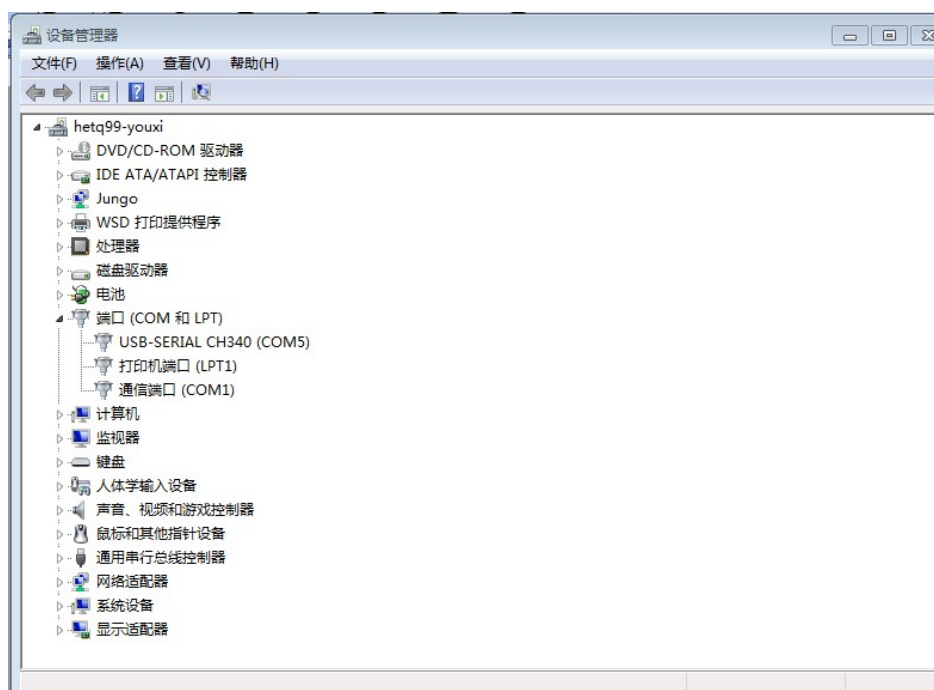 设备管理器
文件(F) 操作(A) 查看(V) 帮助(H)
hetq99-youxi
DVD/CD-ROM 驱动器
IDE ATA/ATAPI 控制器
Jungo
WSD 打印提供程序
处理器
磁盘驱动器
电池
端口 (COM 和 LPT)
USB-SERIAL CH340 (COM5)
打印机端口 (LPT1)
通信端口 (COM1)
计算机
监视器
键盘
人体学输入设备
声音、视频和游戏控制器
鼠标和其他指针设备
通用串行总线控制器
网络适配器
系统设备
显示适配器